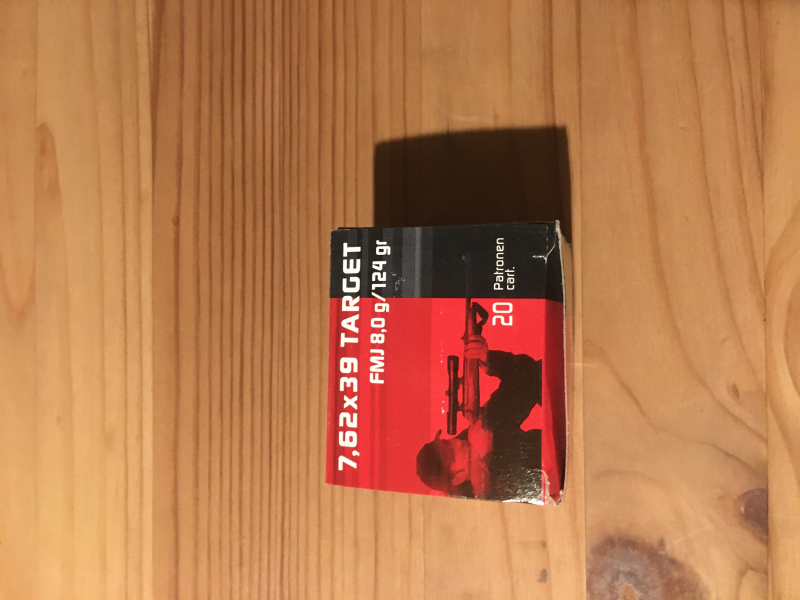 7,62x39 TARGET
FMJ 8,0 g/124 gr
20 Patronen
cart.